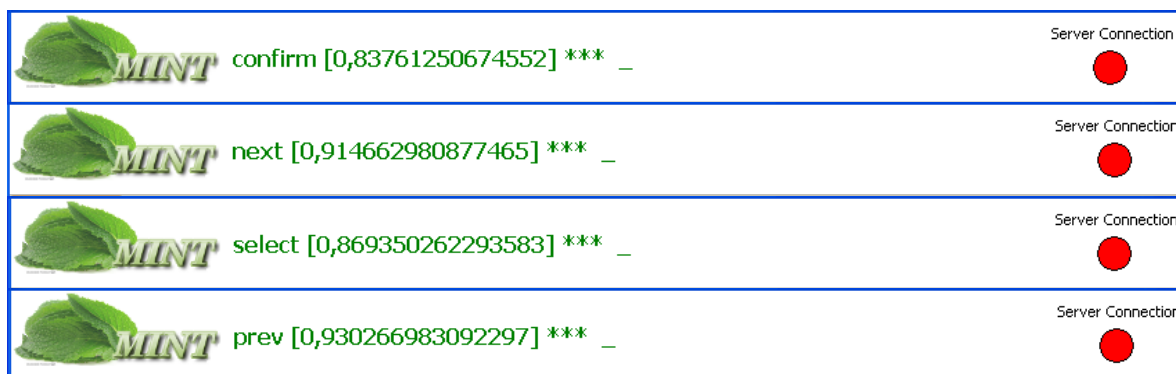 MINT confirm [0,83761250674552] *** _ Server Connection
MINT next [0,914662980877465] *** _ Server Connection
MINT select [0,869350262293583] *** _ Server Connection
MINT prev [0,930266983092297] *** _ Server Connection